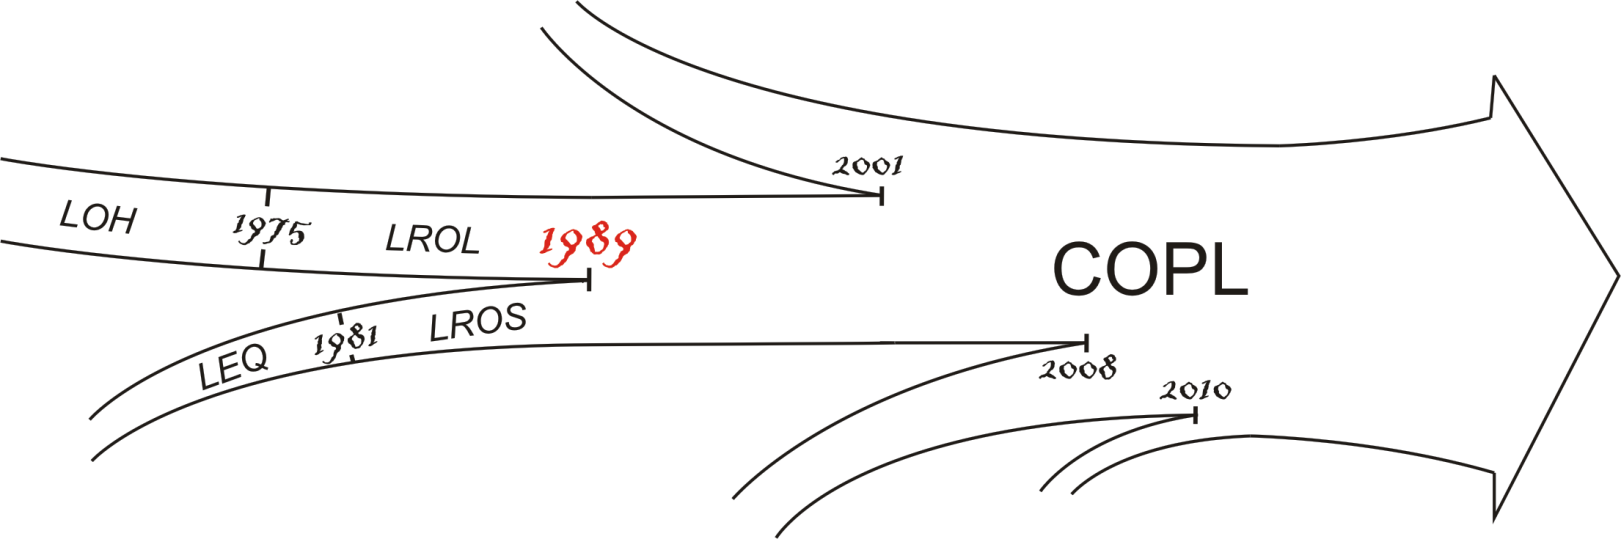 2001
LOH
1975
LROL
1989
COPL
LEQ
1981
LROS
2008
2010